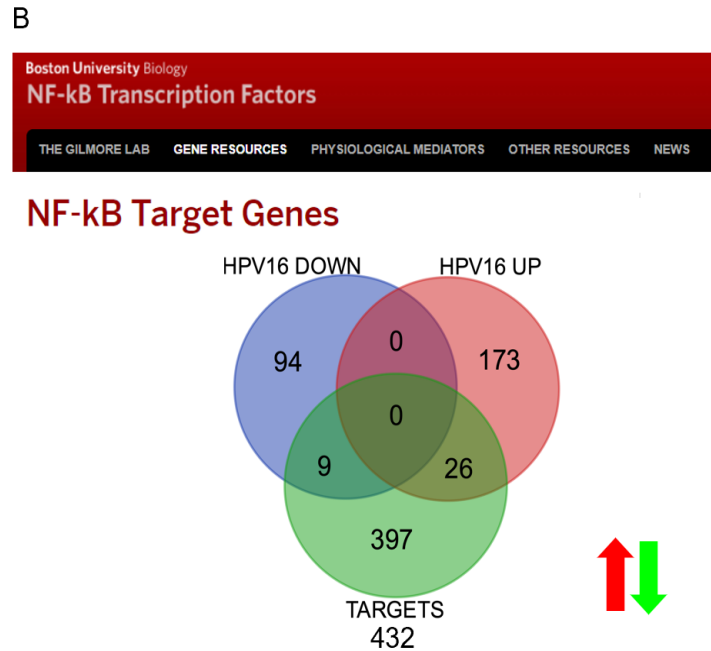 B
Boston University Biology
NF-kB Transcription Factors
THE GILMORE LAB GENE RESOURCES PHYSIOLOGICAL MEDIATORS OTHER RESOURCES NEWS
NF-kB Target Genes
HPV16 DOWN HPV16 UP
0
94 173
0
9 26
397
TARGETS
432